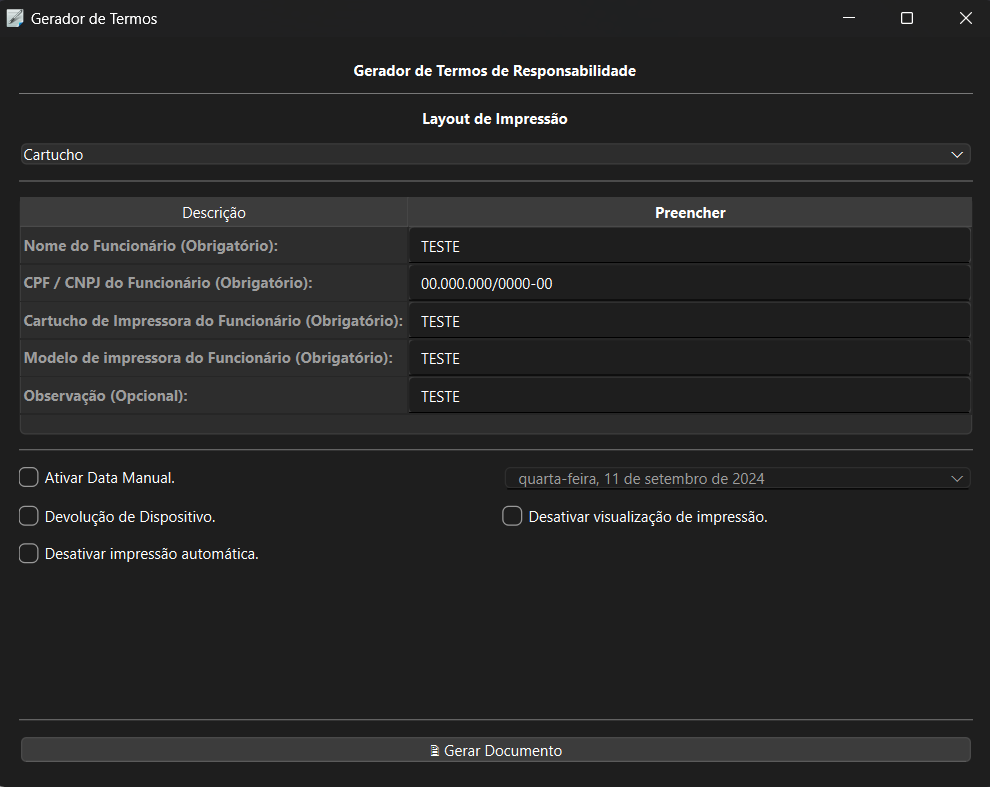 Gerador de Termos
Gerador de Termos de Responsabilidade
Layout de Impressão
Cartucho
Descrição Preencher
Nome do Funcionário (Obrigatório): TESTE
CPF / CNPJ do Funcionário (Obrigatório): 00.000.000/0000-00
Cartucho de Impressora do Funcionário (Obrigatório): TESTE
Modelo de impressora do Funcionário (Obrigatório): TESTE
Observação (Opcional): TESTE
Ativar Data Manual. quarta-feira, 11 de setembro de 2024
Devolução de Dispositivo. Desativar visualização de impressão.
Desativar impressão automática.
Gerar Documento